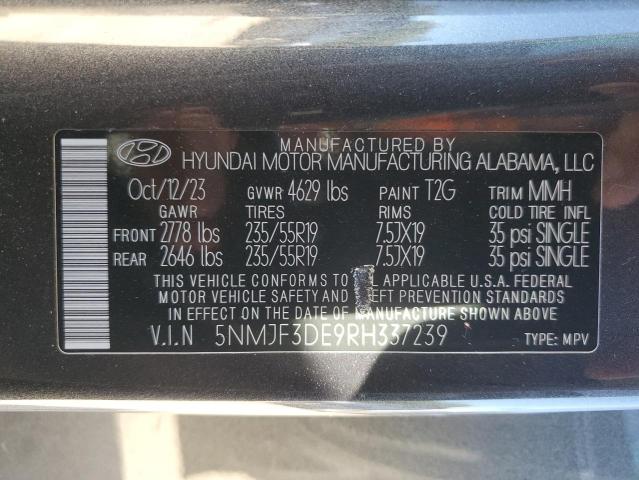 MANUFACTURED BY
HYUNDAI MOTOR MANUFACTURING ALABAMA, LLC
Oct/12/23 GVWR 4629 lbs PAINT T2G TRIM MMH
GAWR TIRES RIMS COLD TIRE INFL
FRONT 2778 lbs 235/55R19 7.5JX19 35 psi SINGLE
REAR 2646 lbs 235/55R19 7.5JX19 35 psi SINGLE
THIS VEHICLE CONFORMS TO ALL APPLICABLE U.S.A. FEDERAL
MOTOR VEHICLE SAFETY AND THEFT PREVENTION STANDARDS
IN EFFECT ON THE DATE OF MANUFACTURE SHOWN ABOVE.
V.I.N 5NMJF3DE9RH337239 TYPE: MPV